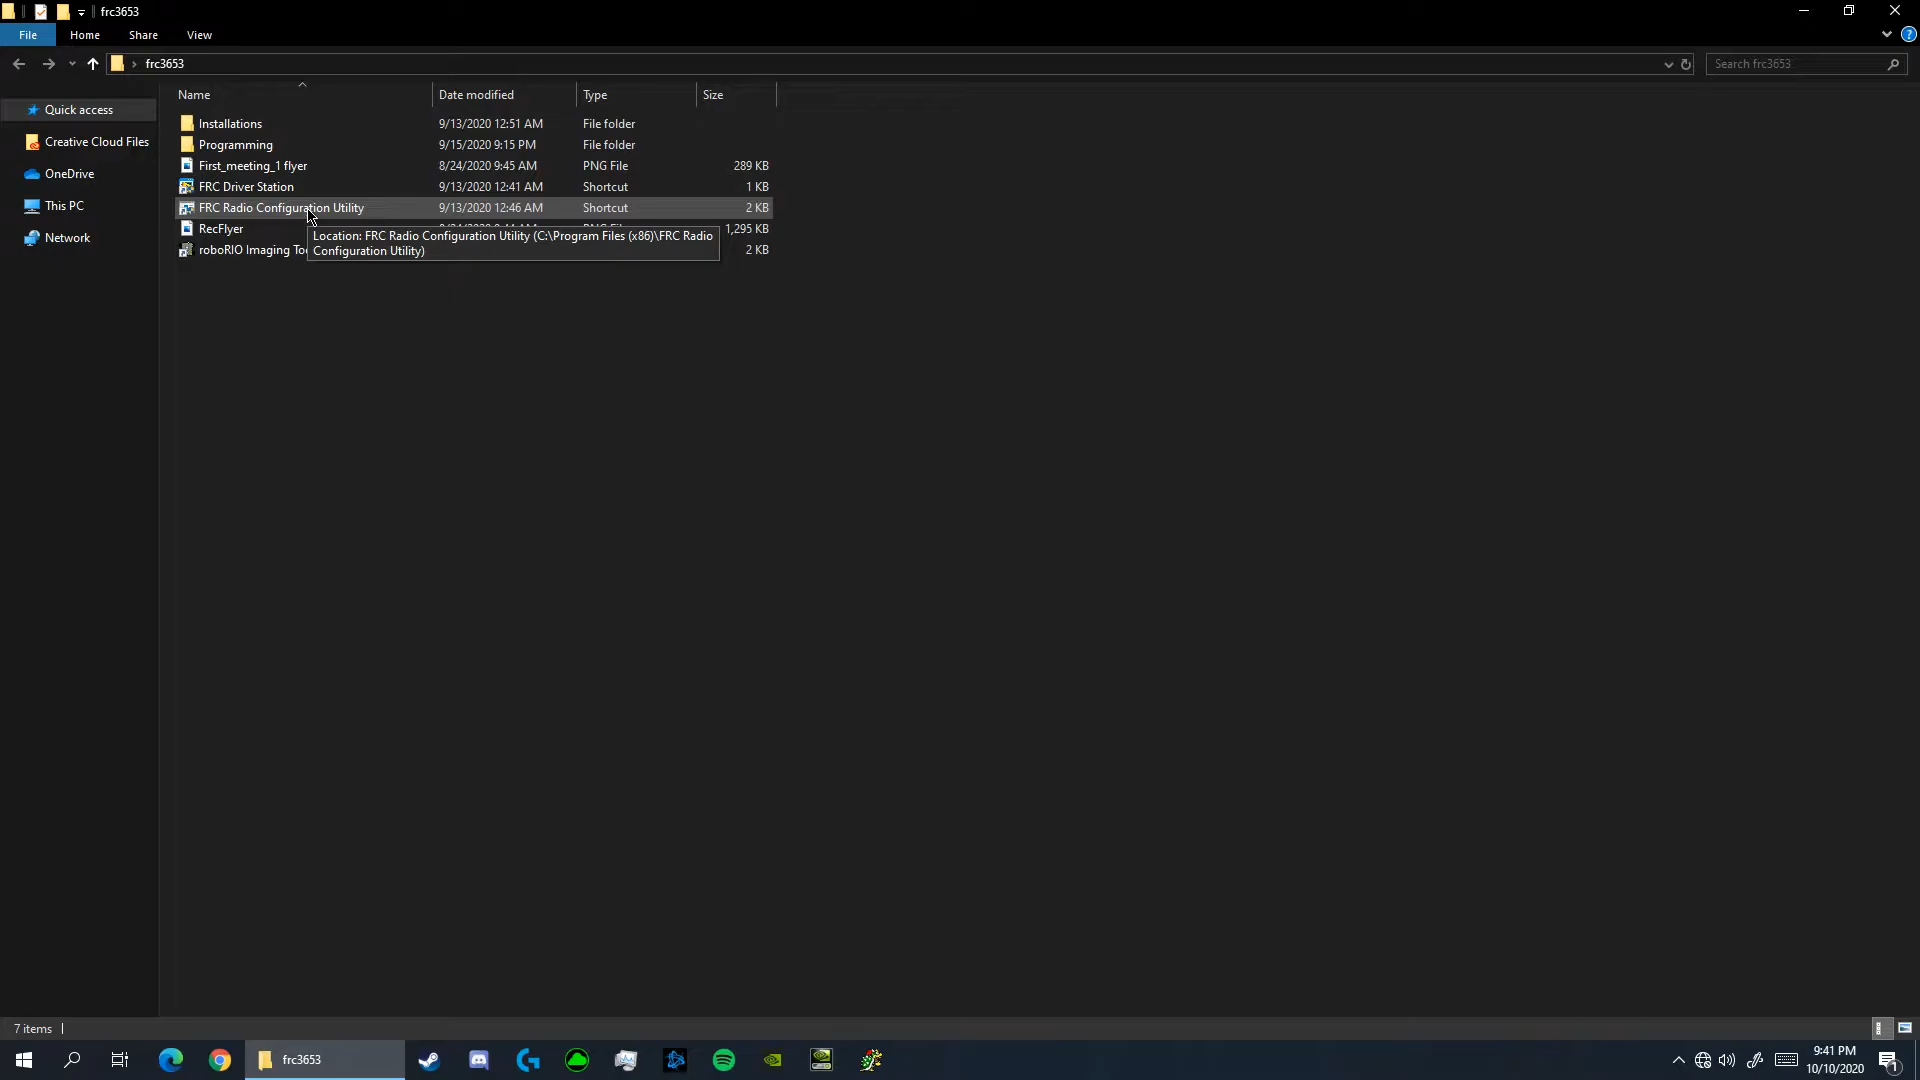 frc3653
File Home Share View
frc3653 Search frc3653
Name Date modified Type Size
Quick access
Creative Cloud Files
OneDrive
This PC
Network
Installations 9/13/2020 12:51 AM File folder
Programming 9/15/2020 9:15 PM File folder
First_meeting_1 flyer 8/24/2020 9:45 AM PNG File 289 KB
FRC Driver Station 9/13/2020 12:41 AM Shortcut 1 KB
FRC Radio Configuration Utility 9/13/2020 12:46 AM Shortcut 2 KB
RecFlyer 1,295 KB
Location: FRC Radio Configuration Utility (C:\Program Files (x86)\FRC Radio
Configuration Utility)
roboRIO Imaging 2 KB
7 items
frc3653
9:41 PM
10/10/2020
1